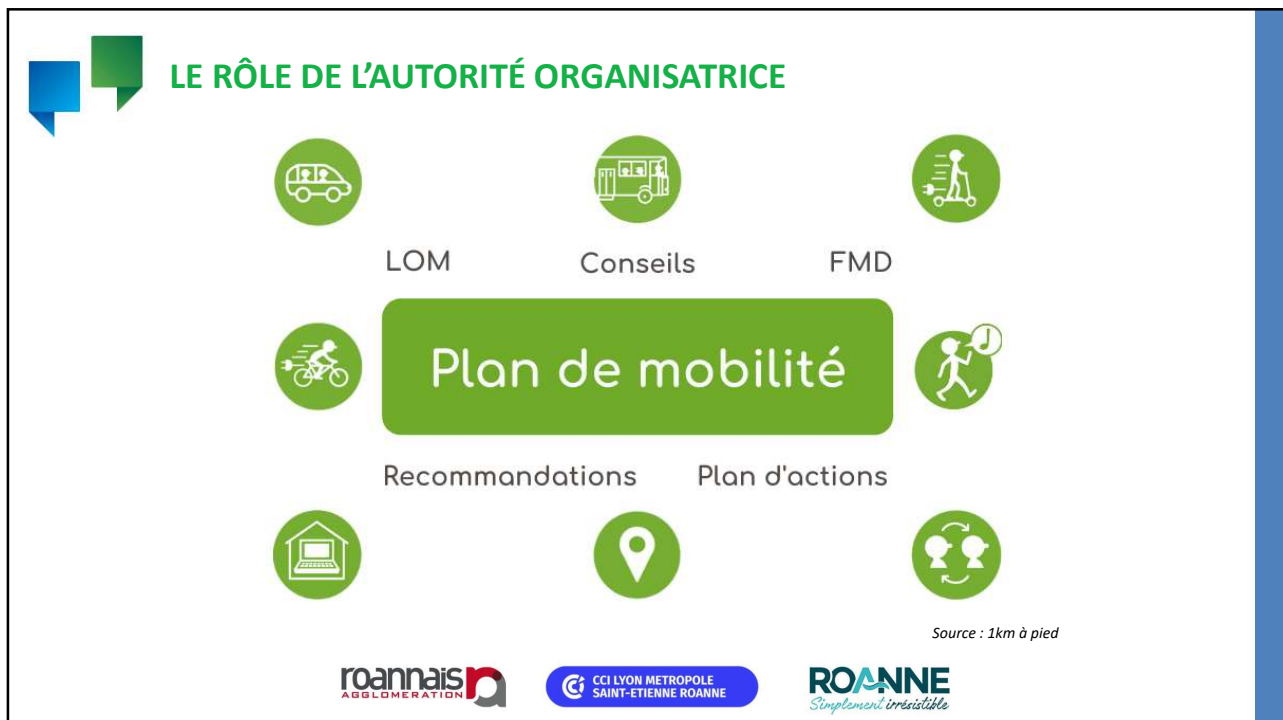 LE RÔLE DE L’AUTORITÉ ORGANISATRICE
LOM Conseils FMD
Plan de mobilité
Recommandations Plan d'actions
Source : 1km à pied
roannais
AGGLOMERATION
CCI LYON METROPOLE
SAINT-ETIENNE ROANNE
ROANNE
Simplement irrésistible